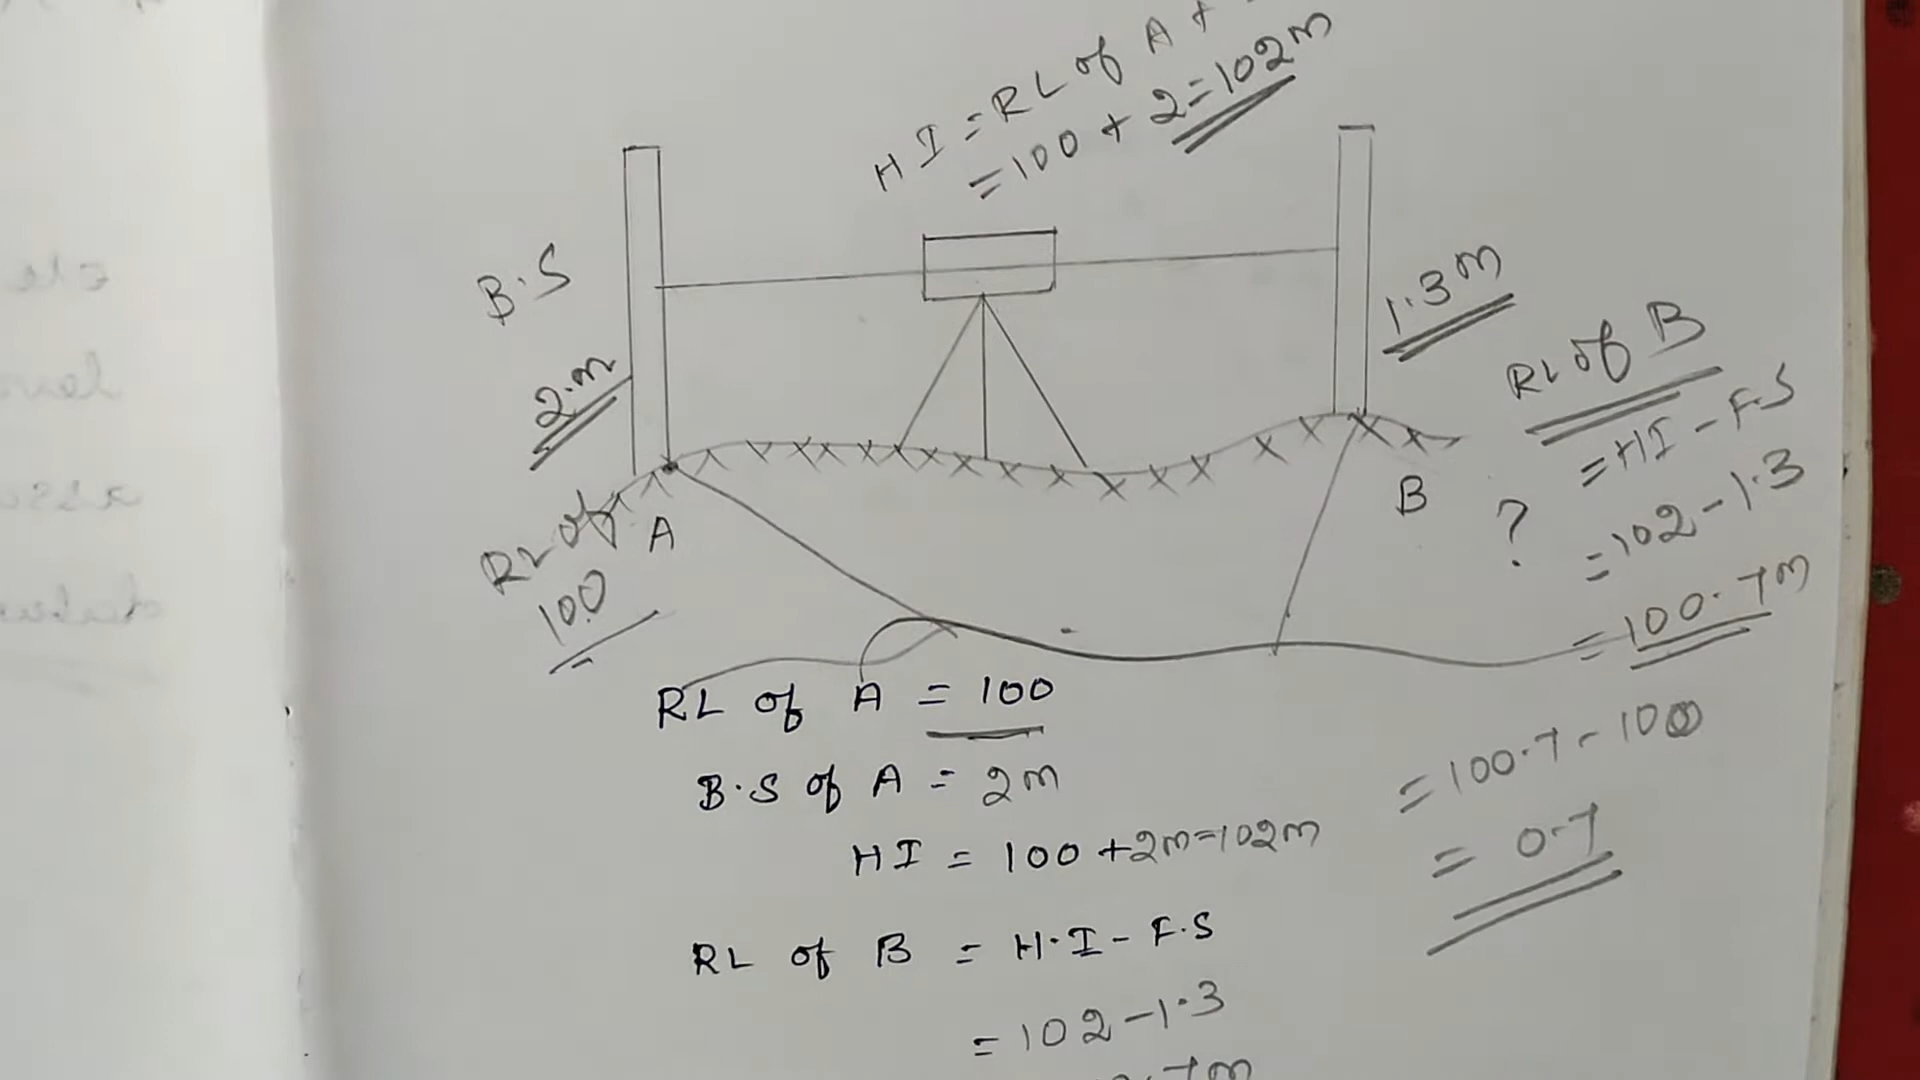 HI = RL of A +
= 100 + 2 = 102m
B.S
2.m
1.3m
RL of
100
A
B
?
RL of B
= HI - F.S
= 102 - 1.3
= 100.7m
= 100.7 - 100
= 0.7
RL of A = 100
B.S of A = 2m
HI = 100 + 2m = 102m
RL of B = H.I - F.S
= 102 - 1.3